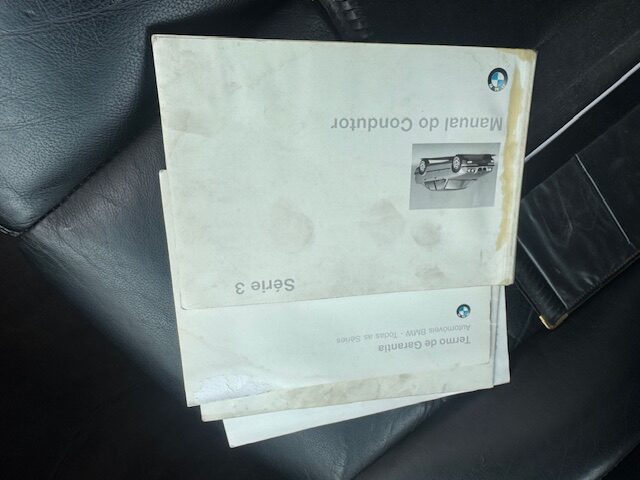 Manual do Condutor
Série 3
Termo de Garantia
Automóveis BMW - Todas as Séries